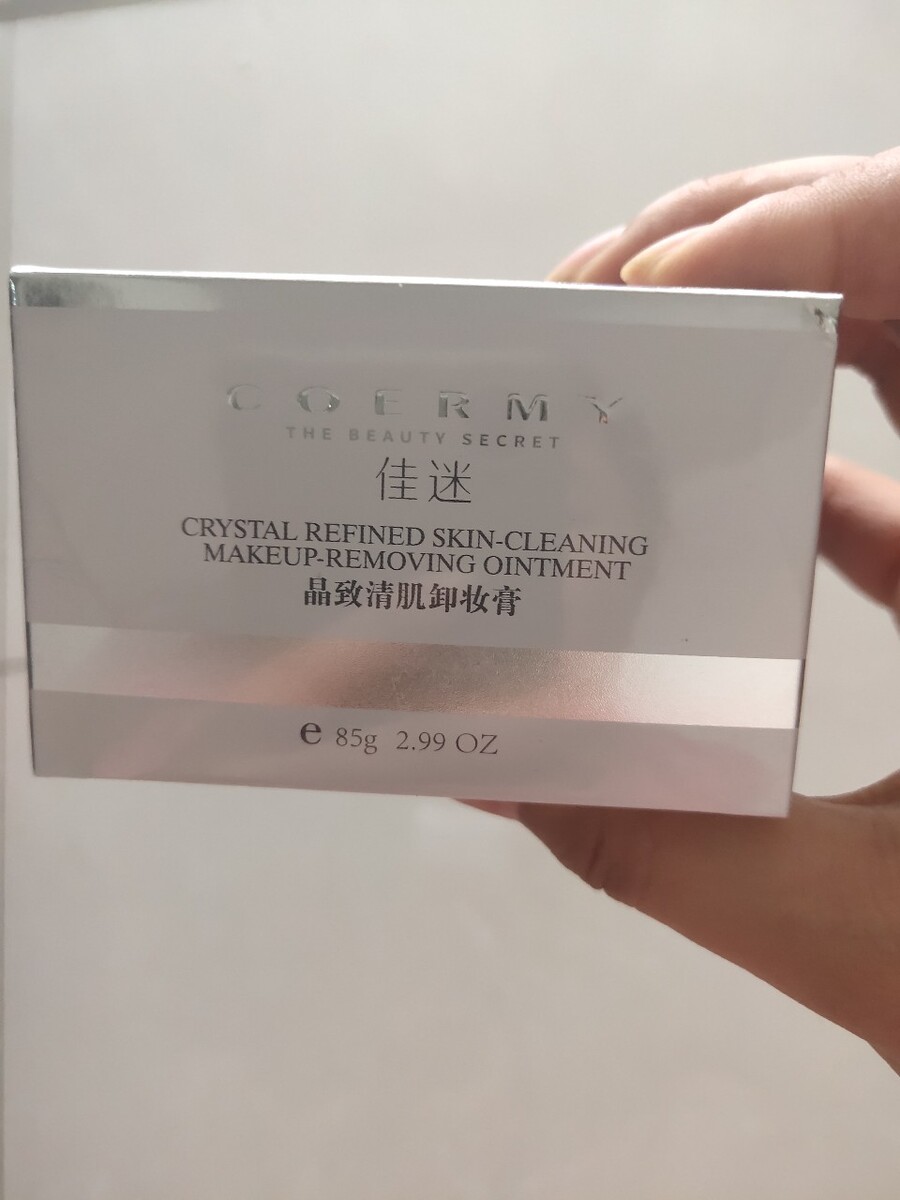 COERMY
THE BEAUTY SECRET
佳迷
CRYSTAL REFINED SKIN-CLEANING
MAKEUP-REMOVING OINTMENT
晶致清肌卸妆膏
e 85g 2.99 OZ